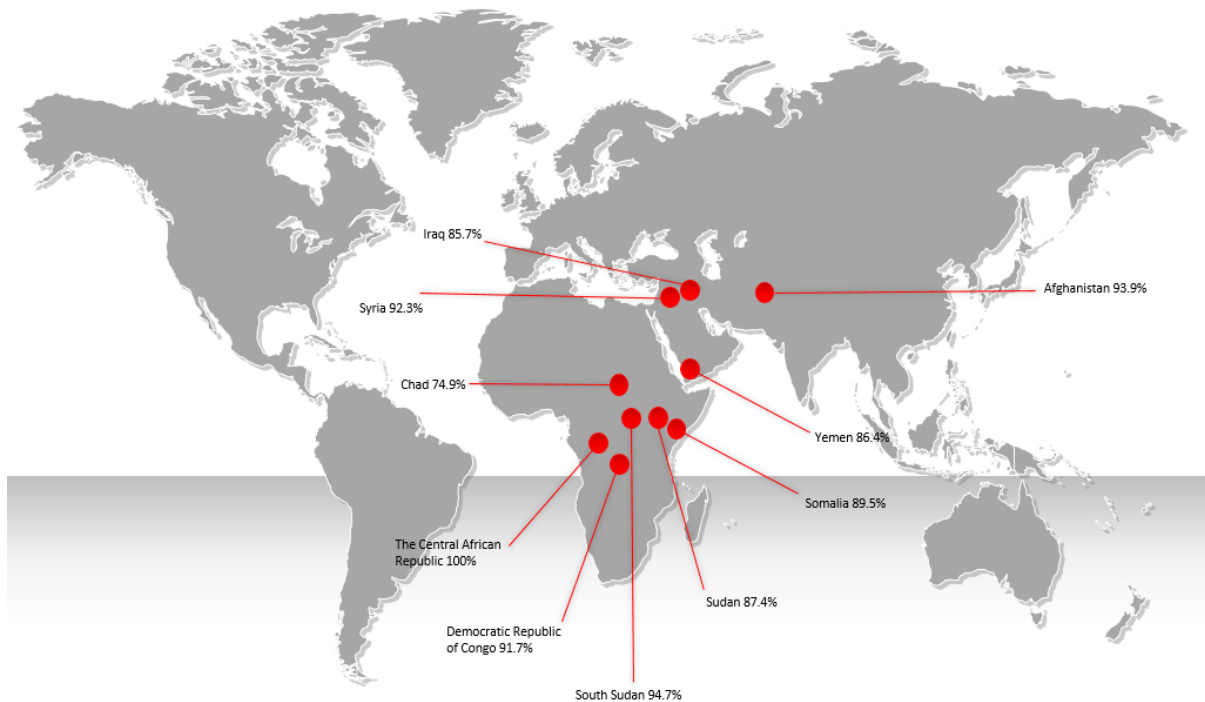 Iraq 85.7%
Syria 92.3%
Afghanistan 93.9%
Chad 74.9%
Yemen 86.4%
Somalia 89.5%
The Central African
Republic 100%
Sudan 87.4%
Democratic Republic
of Congo 91.7%
South Sudan 94.7%